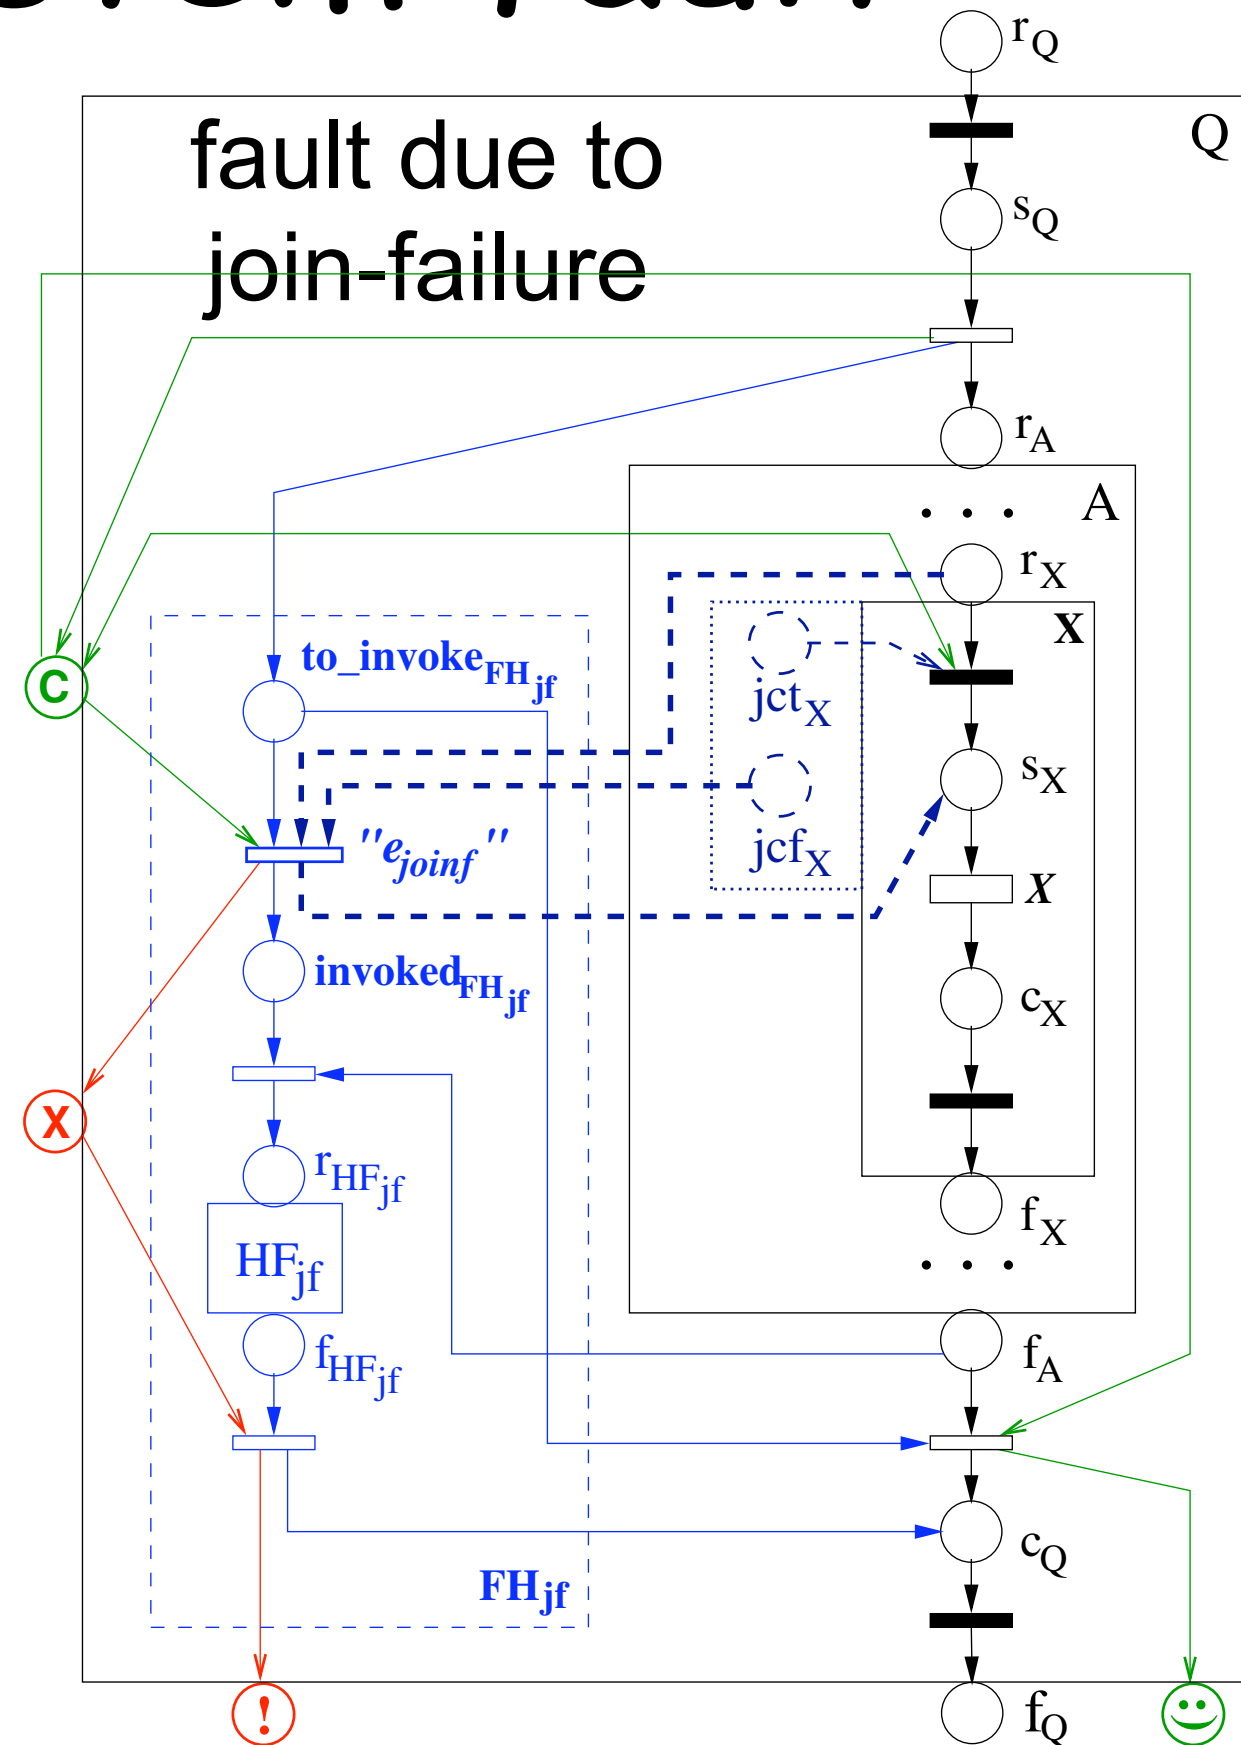 r_Q
Q
fault due to
join-failure
s_Q
r_A
A
. . .
r_X
X
to_invoke_FH_jf
C
jct_X
s_X
"e_joinf"
jcf_X
X
invoked_FH_jf
c_X
X
r_HF_jf
f_X
HF_jf
. . .
f_HF_jf
f_A
c_Q
FH_jf
!
f_Q